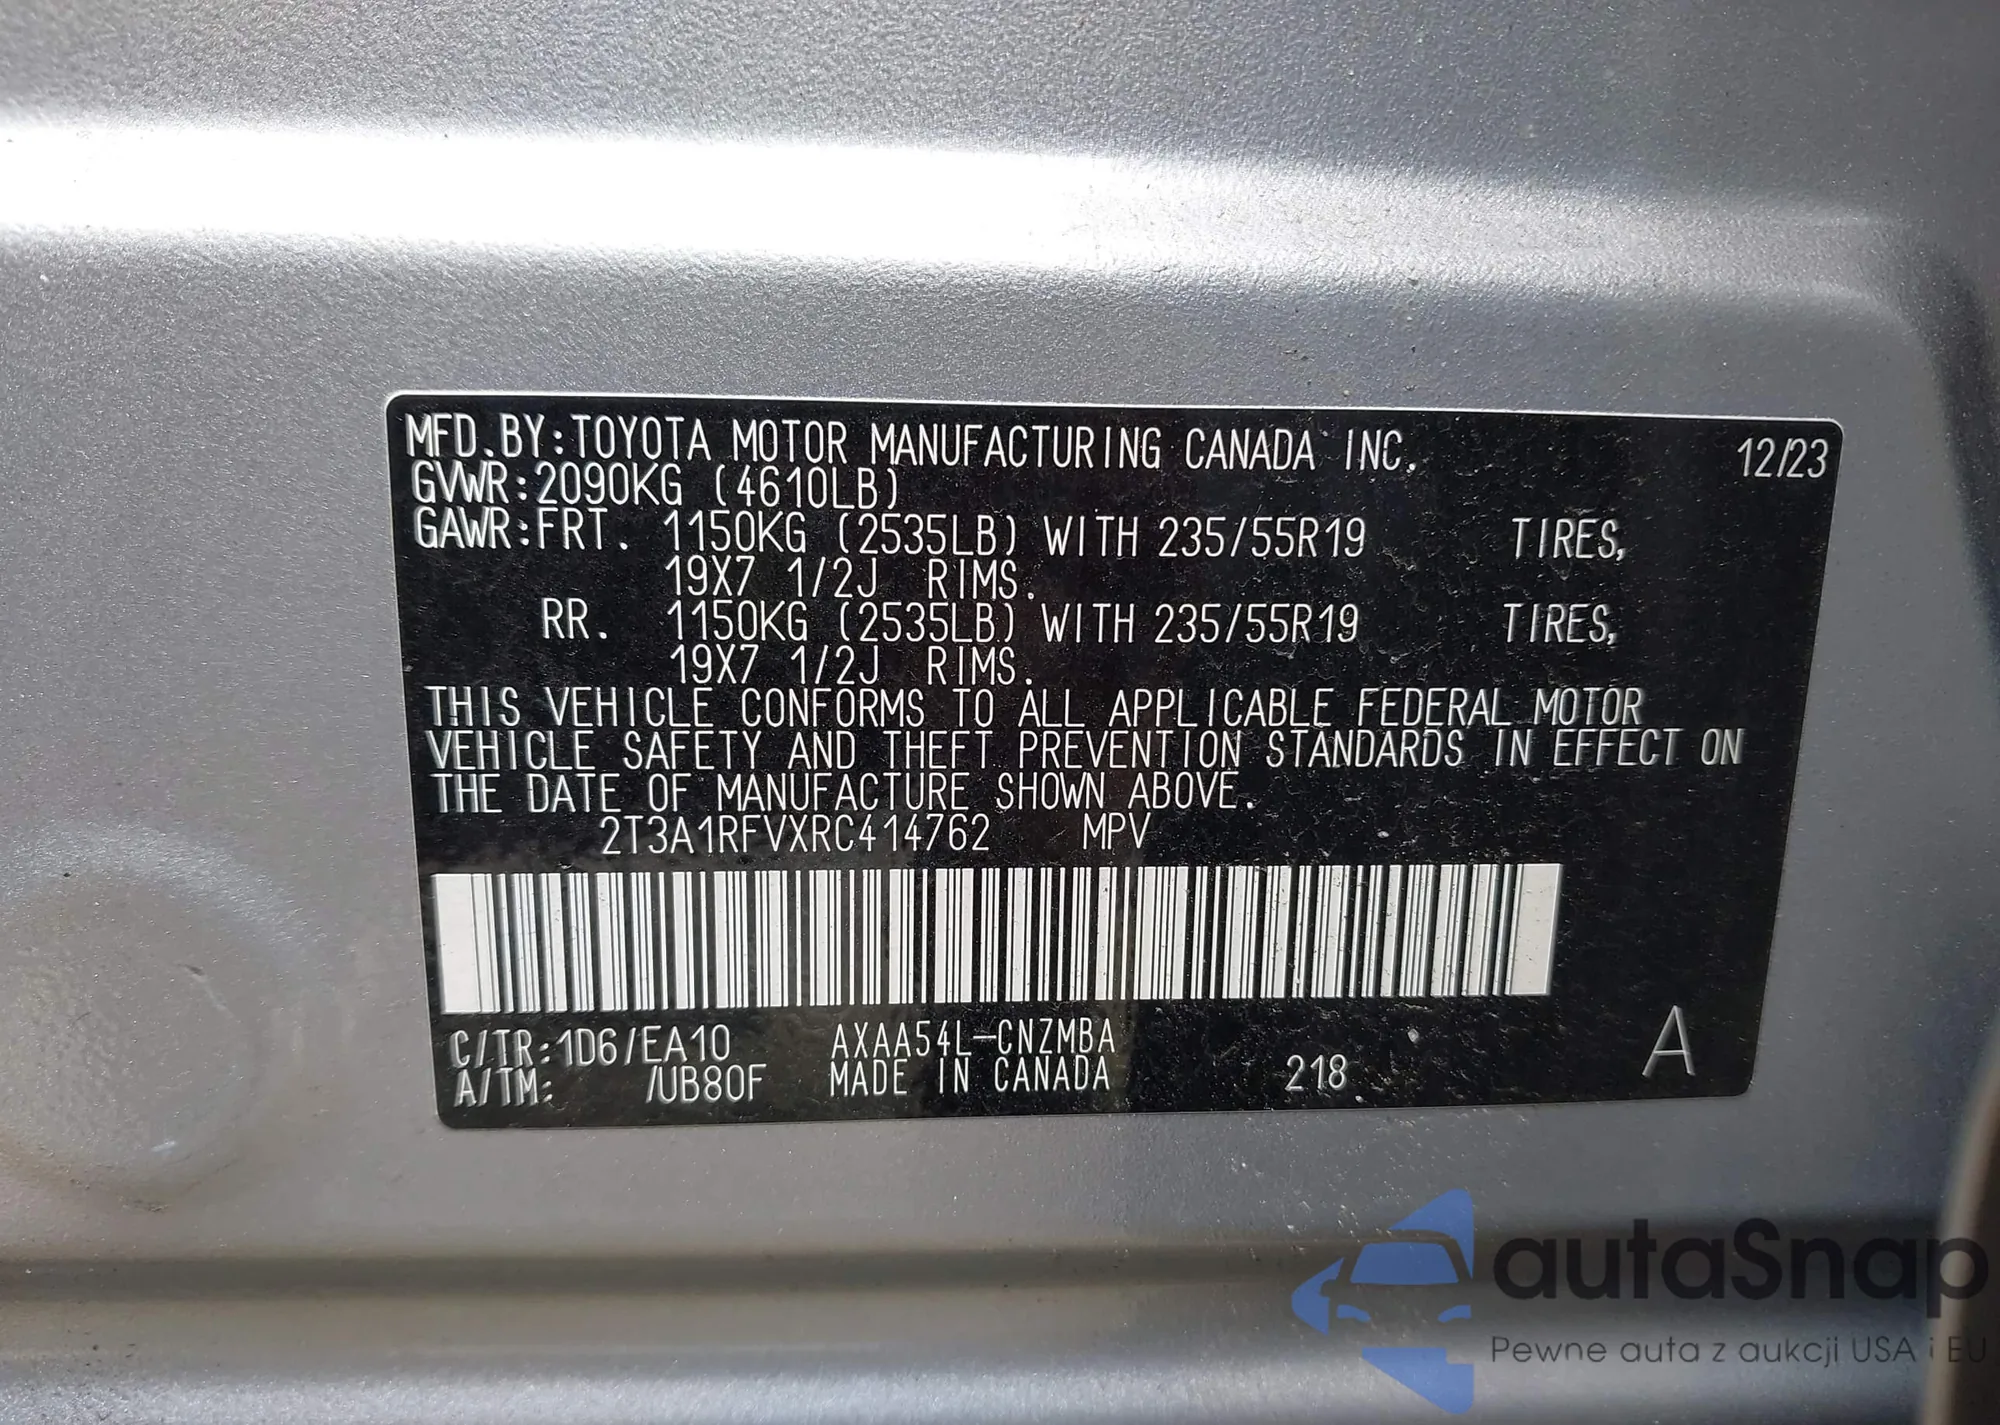 MFD.BY:TOYOTA MOTOR MANUFACTURING CANADA INC. 12/23
GVWR:2090KG (4610LB)
GAWR:FRT. 1150KG (2535LB) WITH 235/55R19 TIRES,
19X7 1/2J RIMS.
RR. 1150KG (2535LB) WITH 235/55R19 TIRES,
19X7 1/2J RIMS.
THIS VEHICLE CONFORMS TO ALL APPLICABLE FEDERAL MOTOR
VEHICLE SAFETY AND THEFT PREVENTION STANDARDS IN EFFECT ON
THE DATE OF MANUFACTURE SHOWN ABOVE.
2T3A1RFVXRC414762 MPV
C/TR:1D6/EA10 AXAA54L-CNZMBA
A/TM: /UB80F MADE IN CANADA 218 A
autoSnap
Pewne auta z aukcji USA i EU